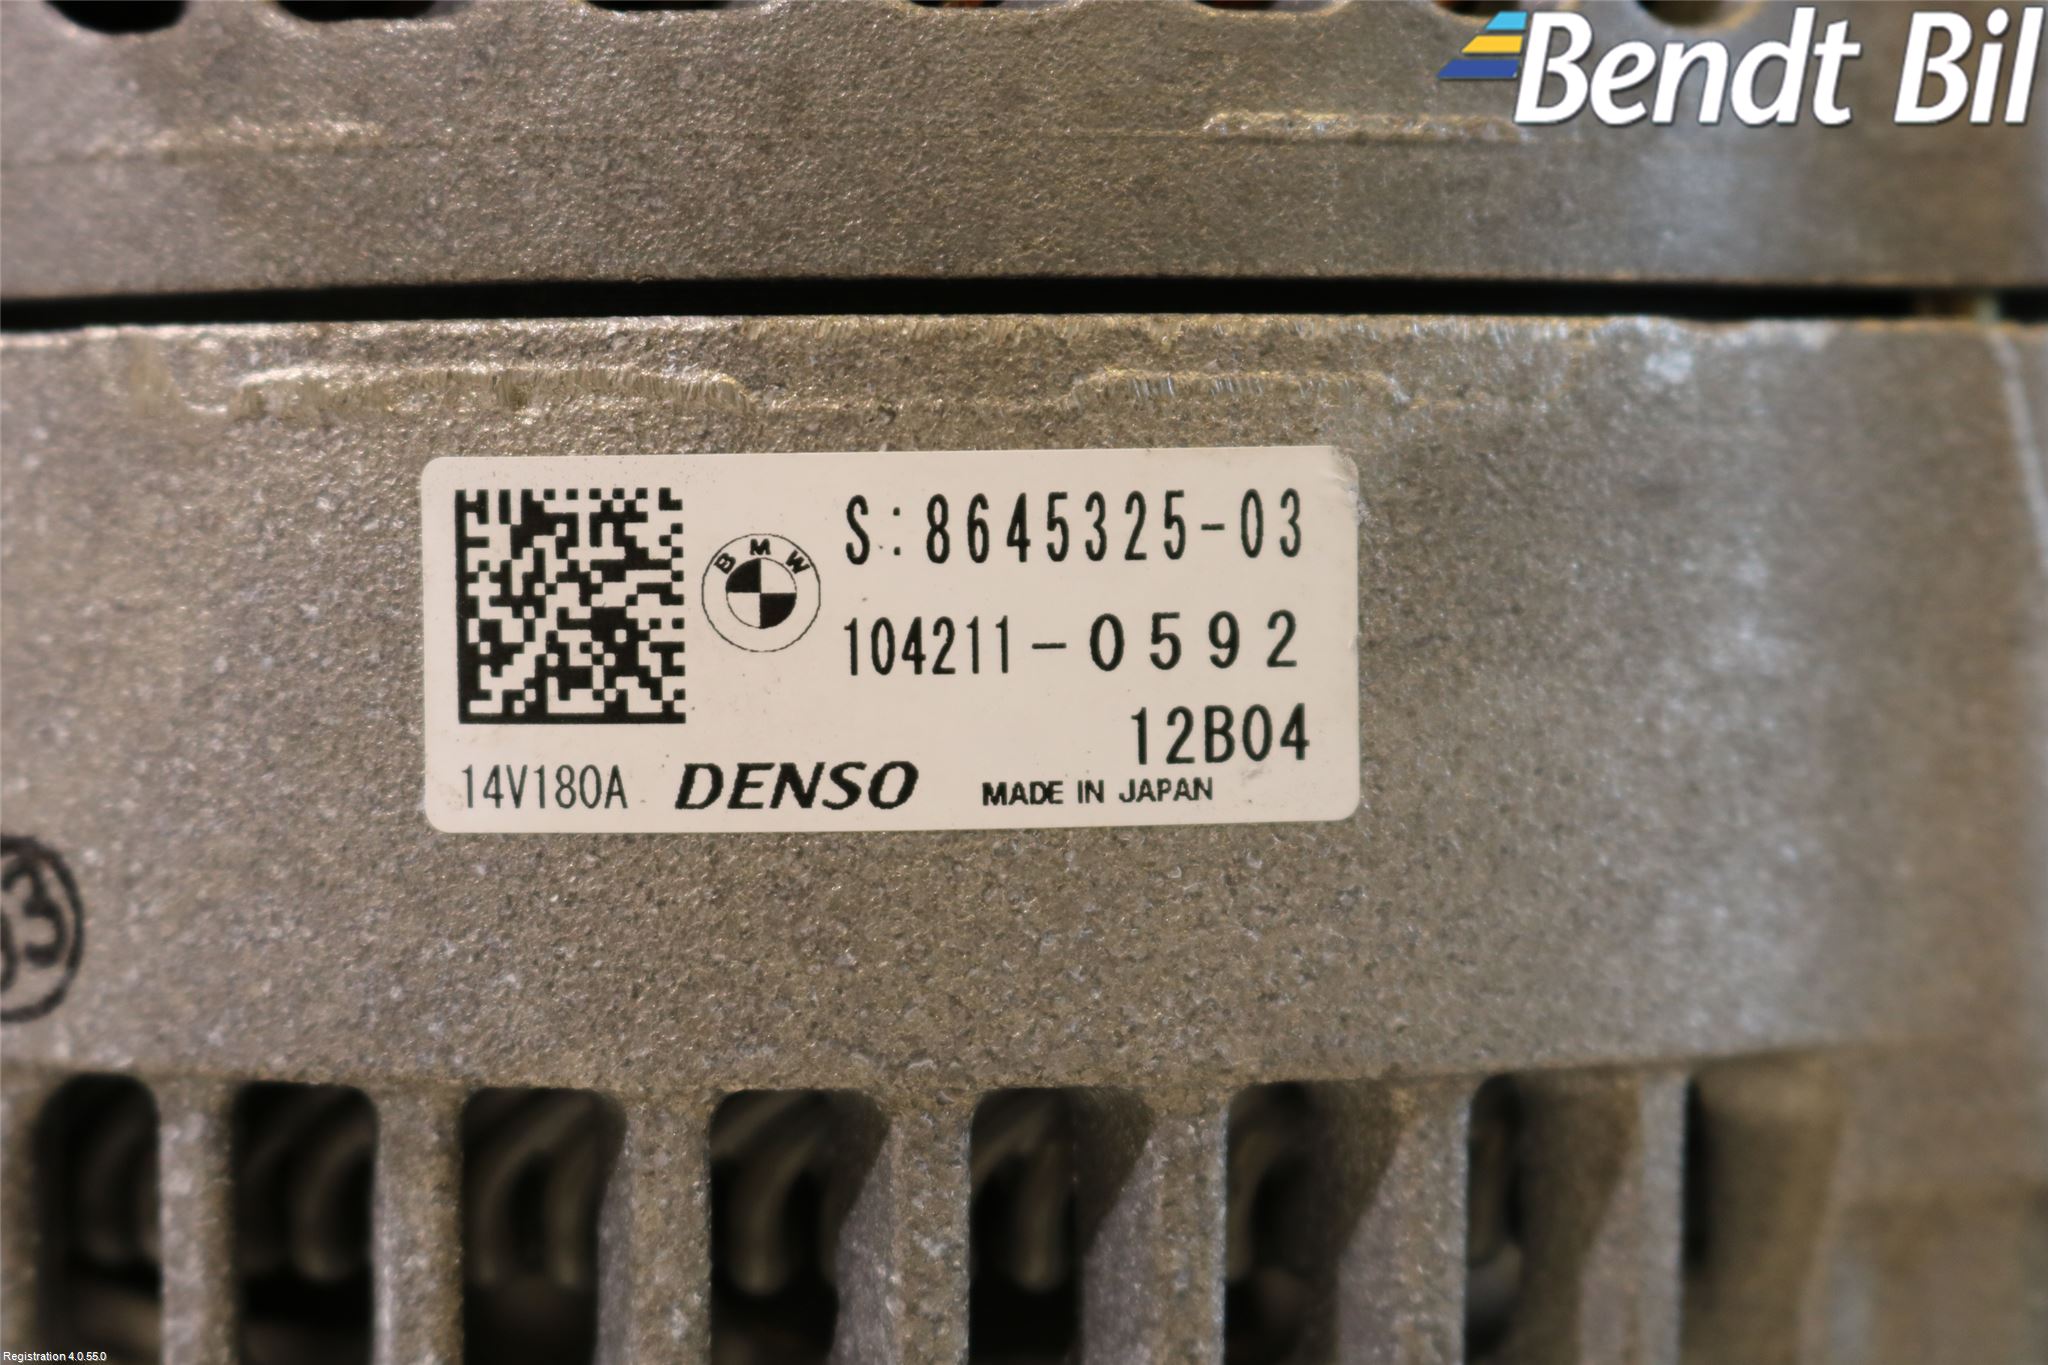 Bendt Bil
S:8645325-03
BMW
104211-0592
12B04
14V180A DENSO MADE IN JAPAN
Registration 4.0.55.0